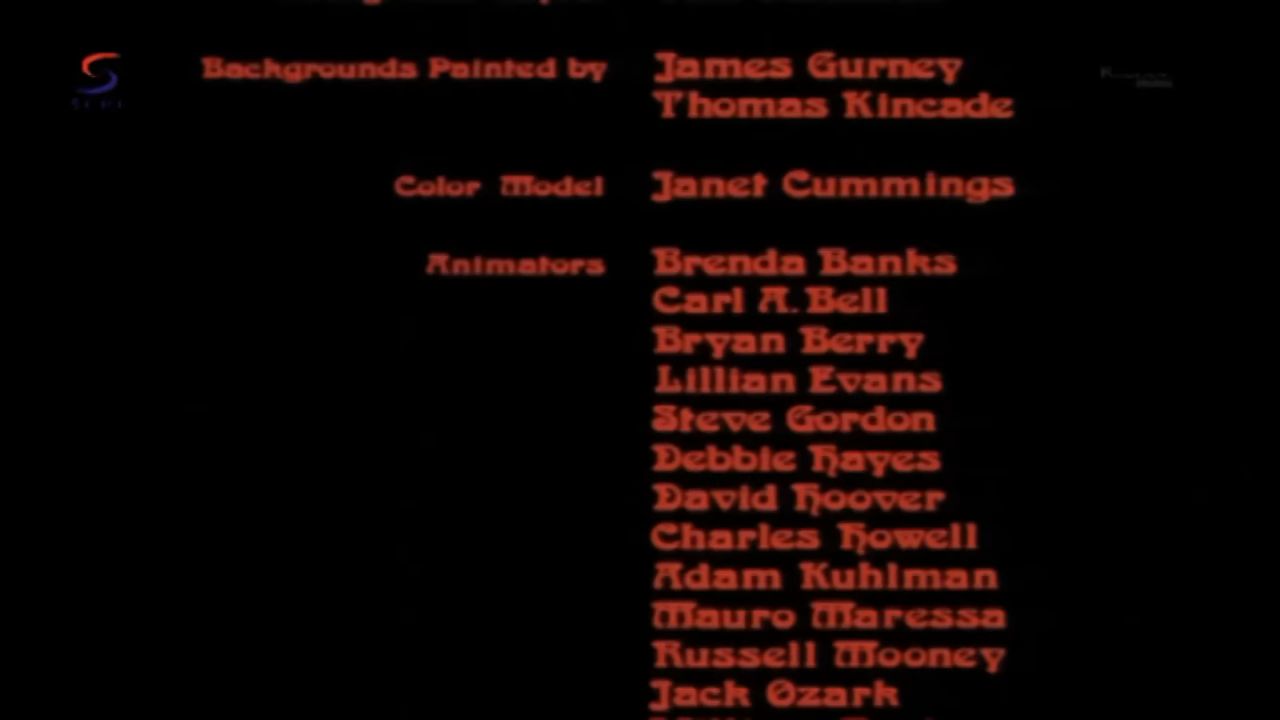 Backgrounds Painted by James Gurney
Thomas Kincade
Color Model Janet Cummings
Animators Brenda Banks
Carl A. Bell
Bryan Berry
Lillian Evans
Steve Gordon
Debbie Hayes
David Hoover
Charles Howell
Adam Kuhlman
Mauro Maressa
Russell Mooney
Jack Ozark